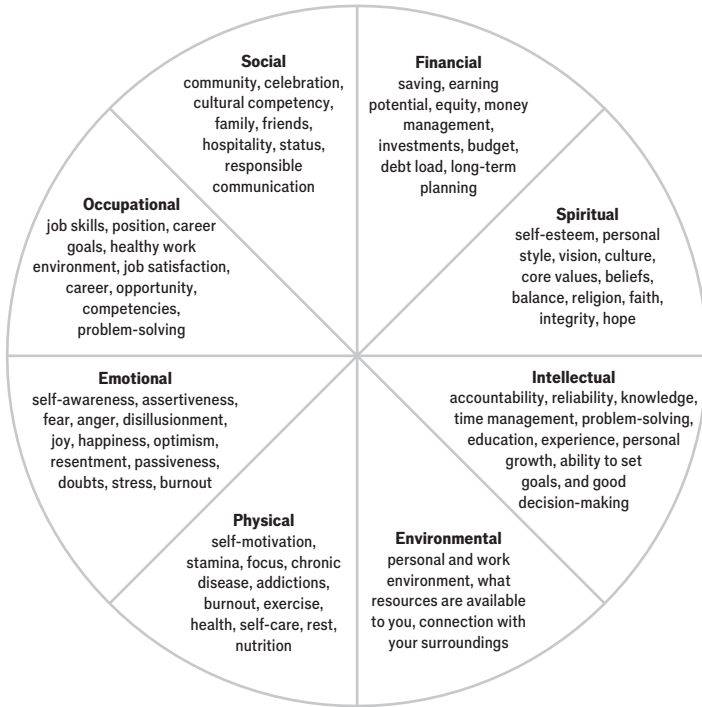 Social
community, celebration,
cultural competency,
family, friends,
hospitality, status,
responsible
communication
Financial
saving, earning
potential, equity, money
management,
investments, budget,
debt load, long-term
planning
Spiritual
self-esteem, personal
style, vision, culture,
core values, beliefs,
balance, religion, faith,
integrity, hope
Intellectual
accountability, reliability, knowledge,
time management, problem-solving,
education, experience, personal
growth, ability to set
goals, and good
decision-making
Environmental
personal and work
environment, what
resources are available
to you, connection with
your surroundings
Physical
self-motivation,
stamina, focus, chronic
disease, addictions,
burnout, exercise,
health, self-care, rest,
nutrition
Emotional
self-awareness, assertiveness,
fear, anger, disillusionment,
joy, happiness, optimism,
resentment, passiveness,
doubts, stress, burnout
Occupational
job skills, position, career
goals, healthy work
environment, job satisfaction,
career, opportunity,
competencies,
problem-solving